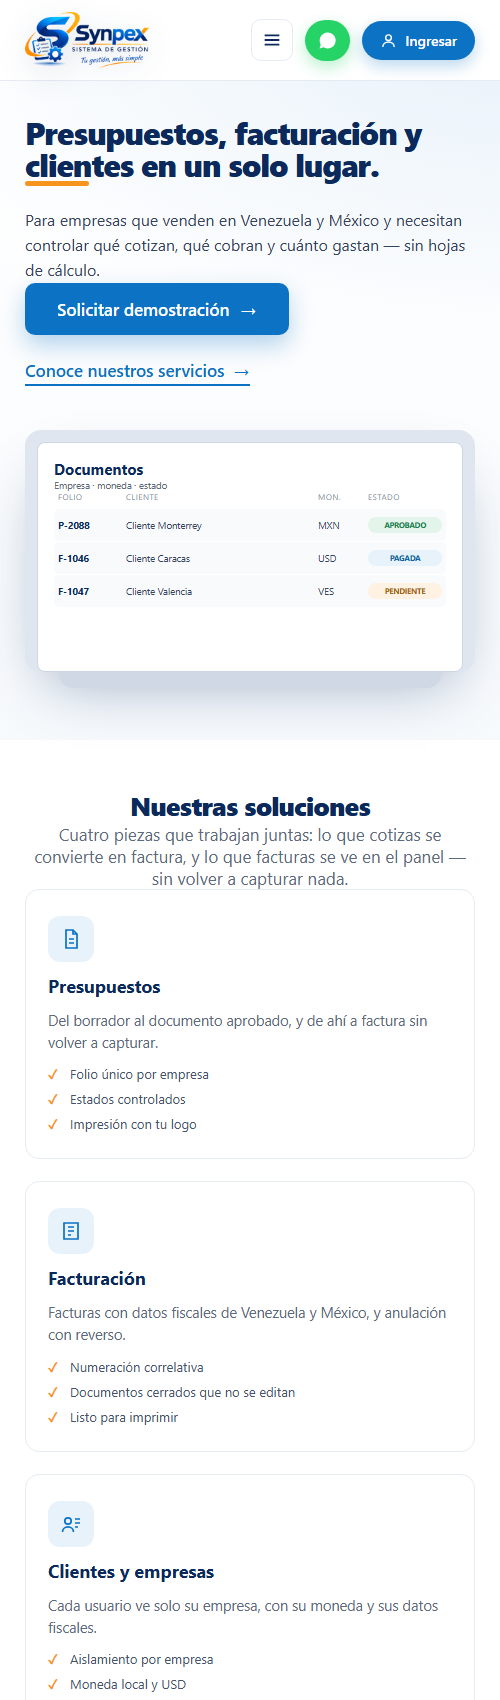 Synpex
SISTEMA DE GESTIÓN
Tu gestión, más simple
Ingresar
Presupuestos, facturación y
clientes en un solo lugar.
Para empresas que venden en Venezuela y México y necesitan
controlar qué cotizan, qué cobran y cuánto gastan — sin hojas
de cálculo.
Solicitar demostración →
Conoce nuestros servicios →
Documentos
Empresa · moneda · estado
FOLIO CLIENTE MON. ESTADO
P-2088 Cliente Monterrey MXN APROBADO
F-1046 Cliente Caracas USD PAGADA
F-1047 Cliente Valencia VES PENDIENTE
Nuestras soluciones
Cuatro piezas que trabajan juntas: lo que cotizas se
convierte en factura, y lo que facturas se ve en el panel —
sin volver a capturar nada.
Presupuestos
Del borrador al documento aprobado, y de ahí a factura sin
volver a capturar.
✓ Folio único por empresa
✓ Estados controlados
✓ Impresión con tu logo
Facturación
Facturas con datos fiscales de Venezuela y México, y anulación
con reverso.
✓ Numeración correlativa
✓ Documentos cerrados que no se editan
✓ Listo para imprimir
Clientes y empresas
Cada usuario ve solo su empresa, con su moneda y sus datos
fiscales.
✓ Aislamiento por empresa
✓ Moneda local y USD